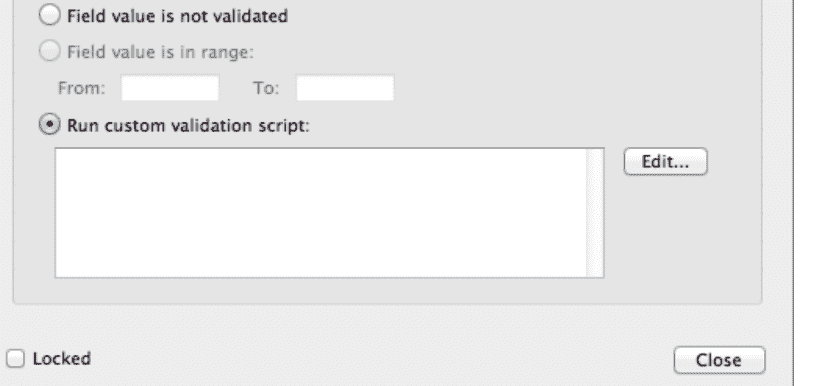 Field value is not validated
Field value is in range:
From: To:
Run custom validation script:
Edit...
Locked Close